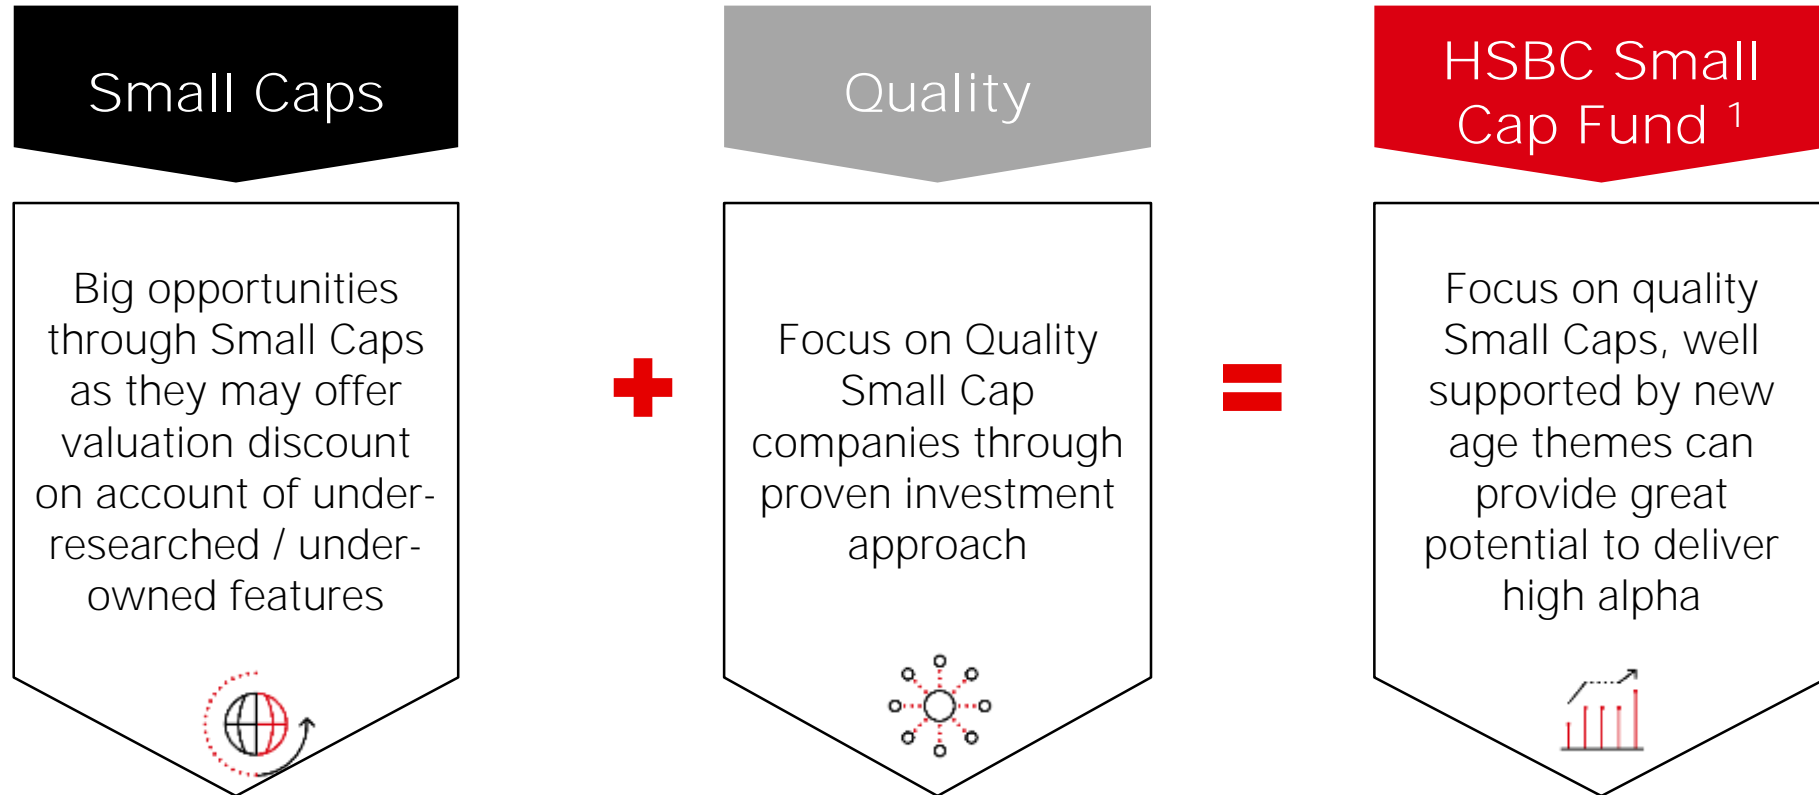 Small Caps
Big opportunities
through Small Caps
as they may offer
valuation discount
on account of under-
researched / under-
owned features
Quality
Focus on Quality
Small Cap
companies through
proven investment
approach
HSBC Small
Cap Fund 1
Focus on quality
Small Caps, well
supported by new
age themes can
provide great
potential to deliver
high alpha